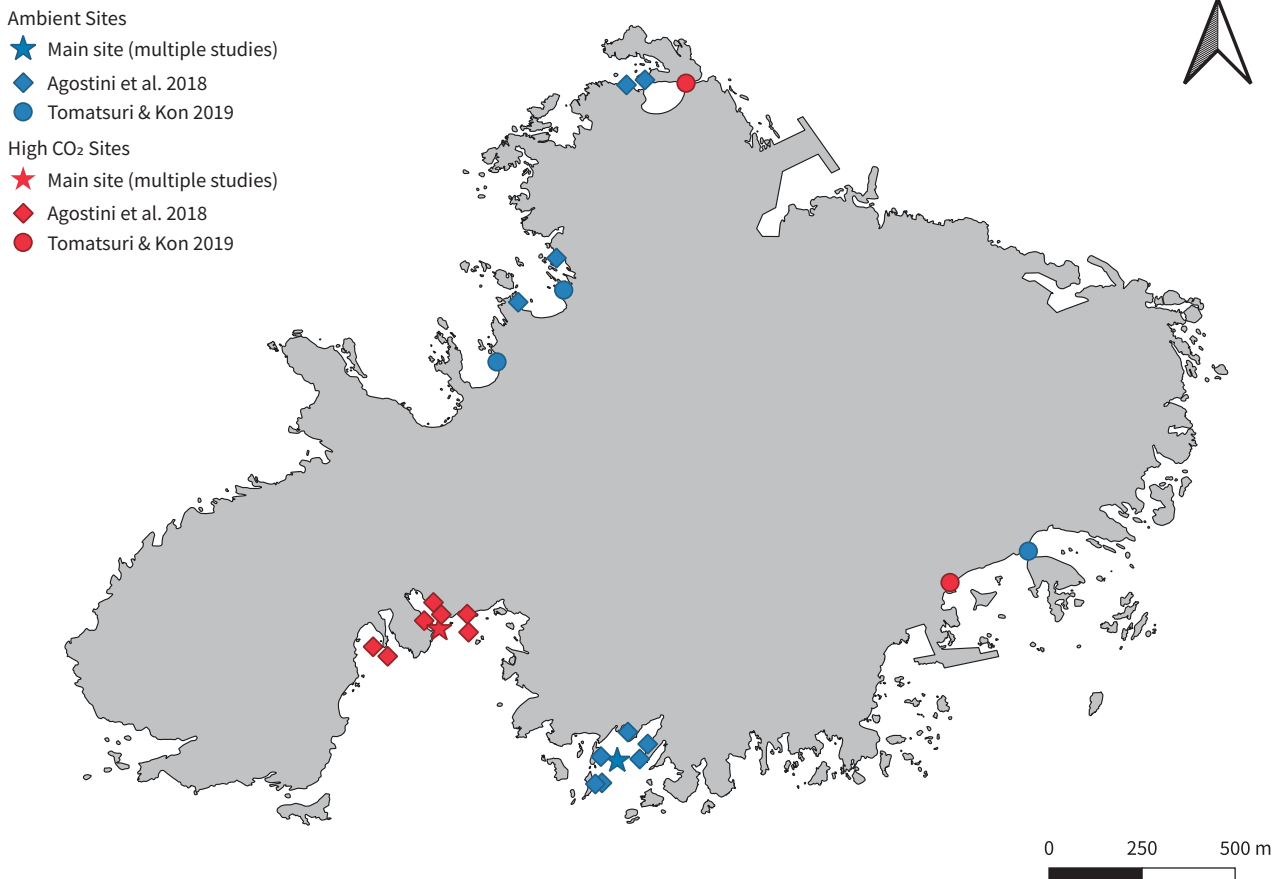 Ambient Sites
Main site (multiple studies)
Agostini et al. 2018
Tomatsuri & Kon 2019
High CO₂ Sites
Main site (multiple studies)
Agostini et al. 2018
Tomatsuri & Kon 2019
0 250 500 m